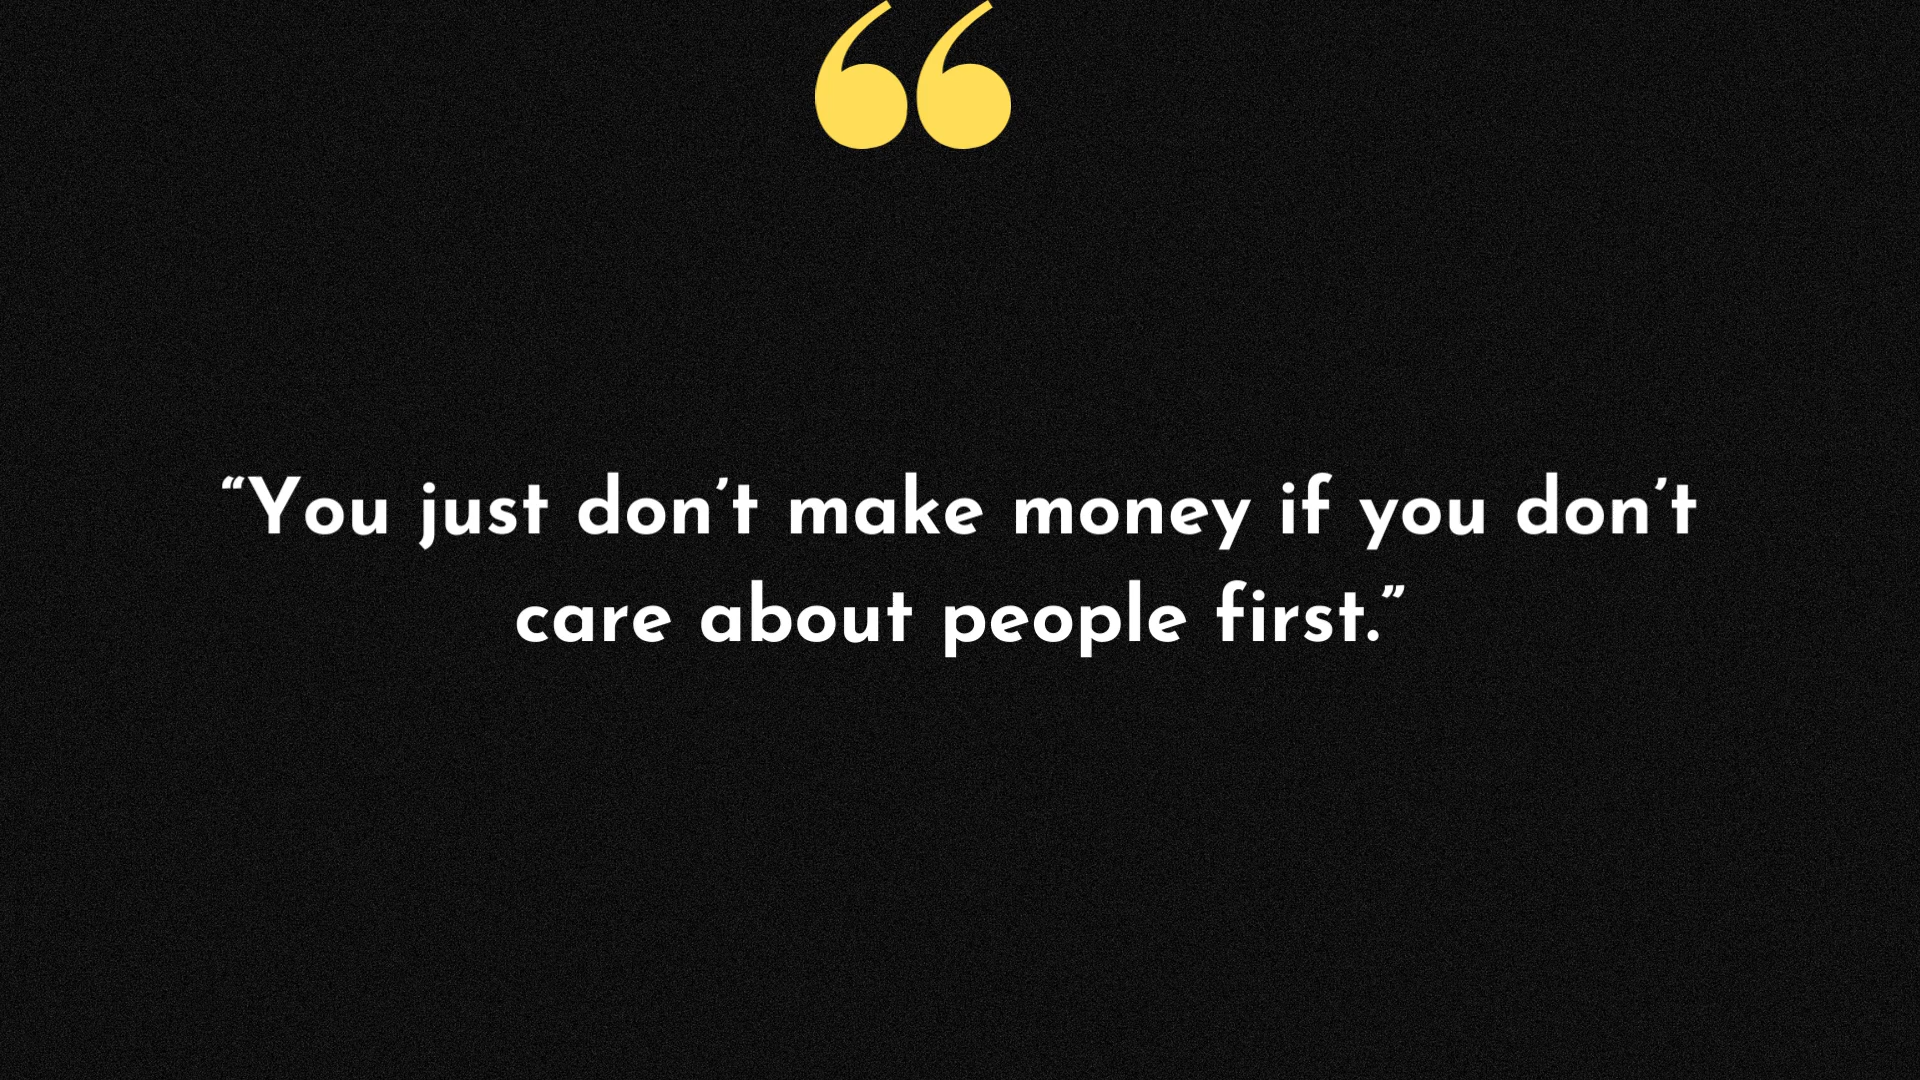 “
“You just don’t make money if you don’t
care about people first.”